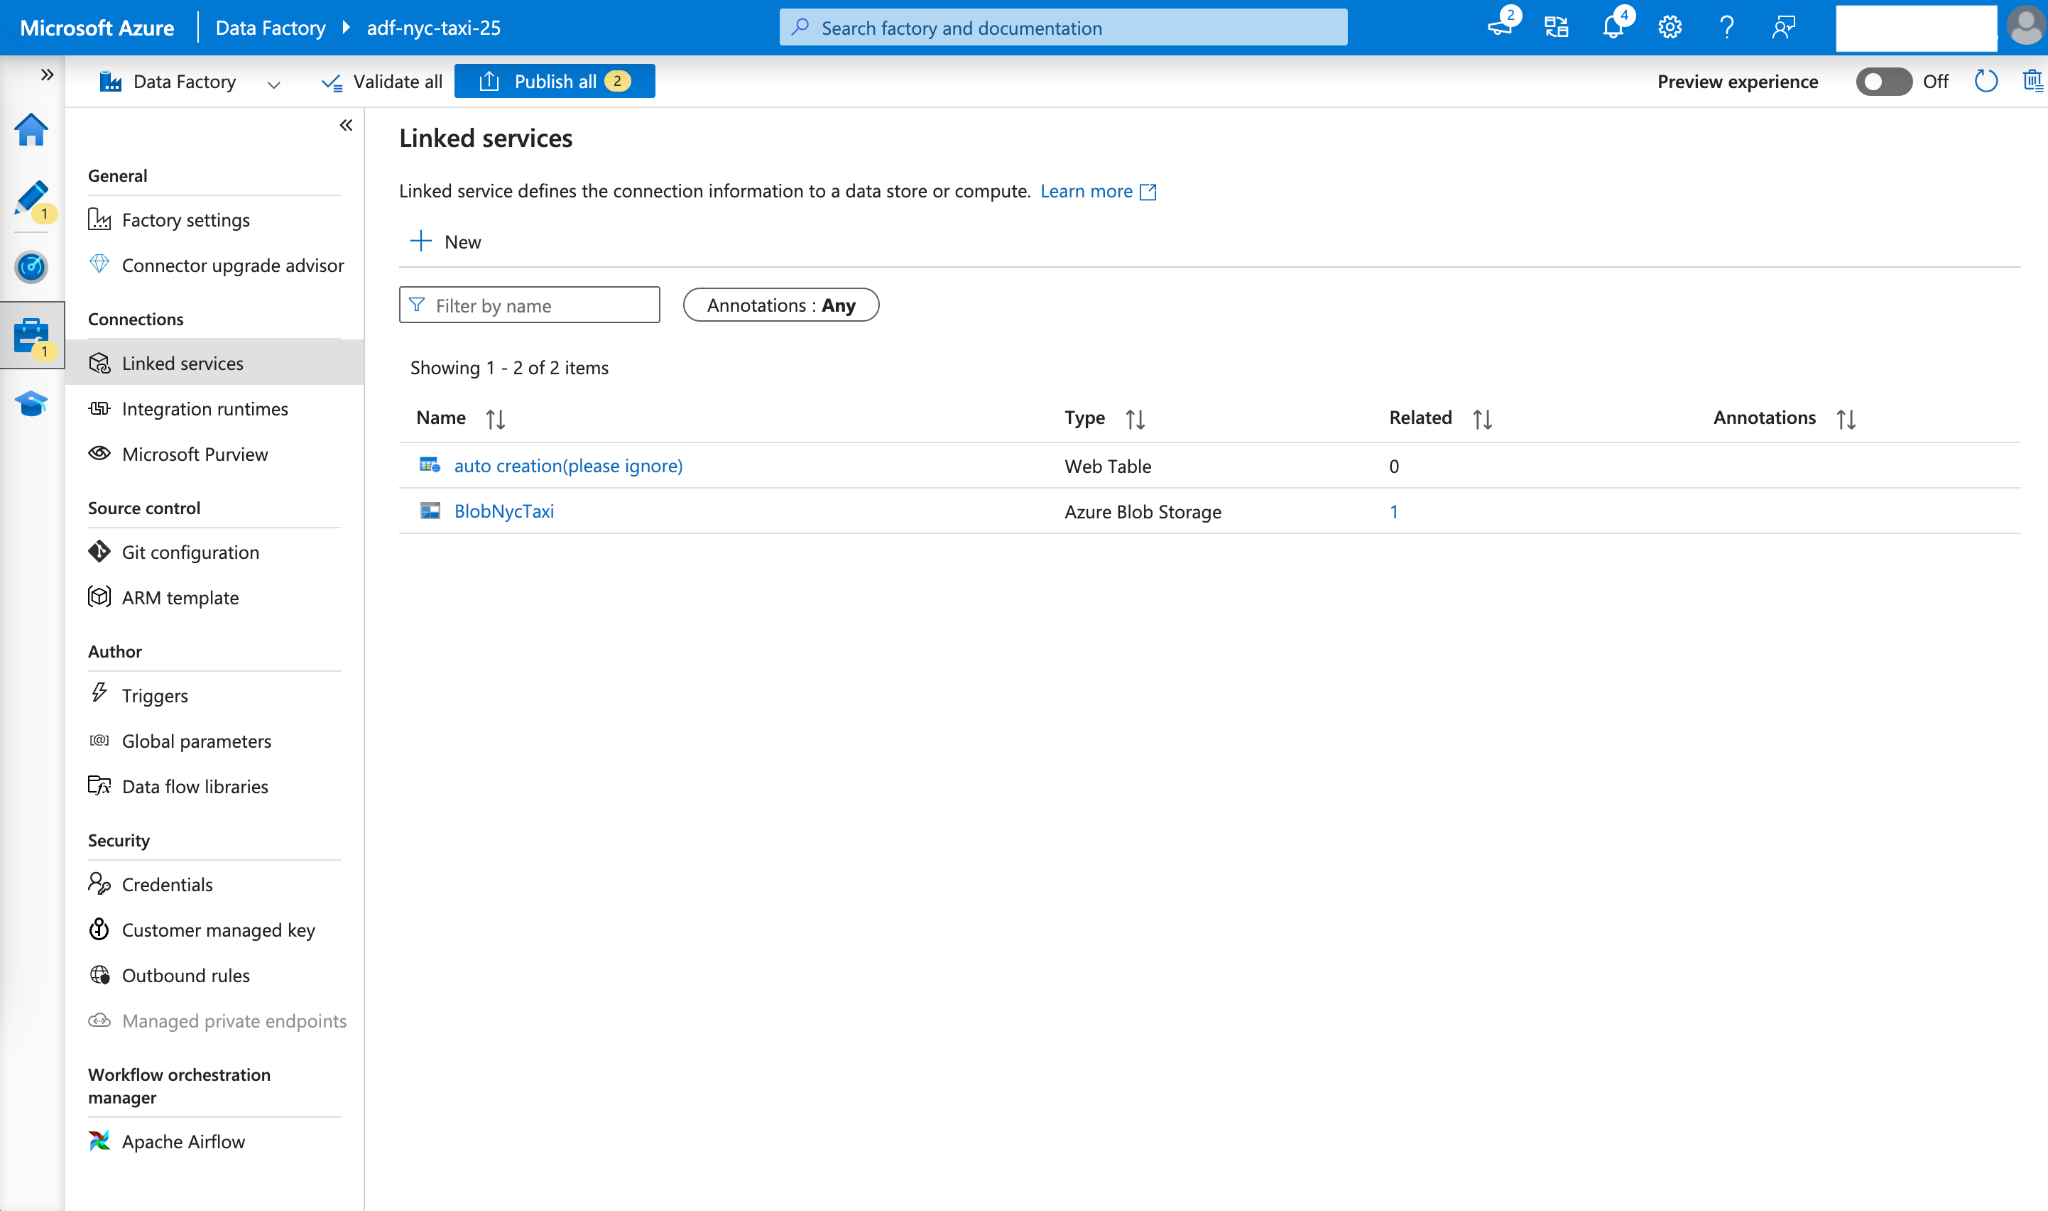 Microsoft Azure
Data Factory
adf-nyc-taxi-25
Search factory and documentation
2
4
Data Factory
Validate all
Publish all 2
Preview experience
Off
1
1
General
Factory settings
Connector upgrade advisor
Connections
Linked services
Integration runtimes
Microsoft Purview
Source control
Git configuration
ARM template
Author
Triggers
Global parameters
Data flow libraries
Security
Credentials
Customer managed key
Outbound rules
Managed private endpoints
Workflow orchestration
manager
Apache Airflow
Linked services
Linked service defines the connection information to a data store or compute. Learn more
New
Filter by name
Annotations : Any
Showing 1 - 2 of 2 items
Name Type Related Annotations
auto creation(please ignore) Web Table 0
BlobNycTaxi Azure Blob Storage 1